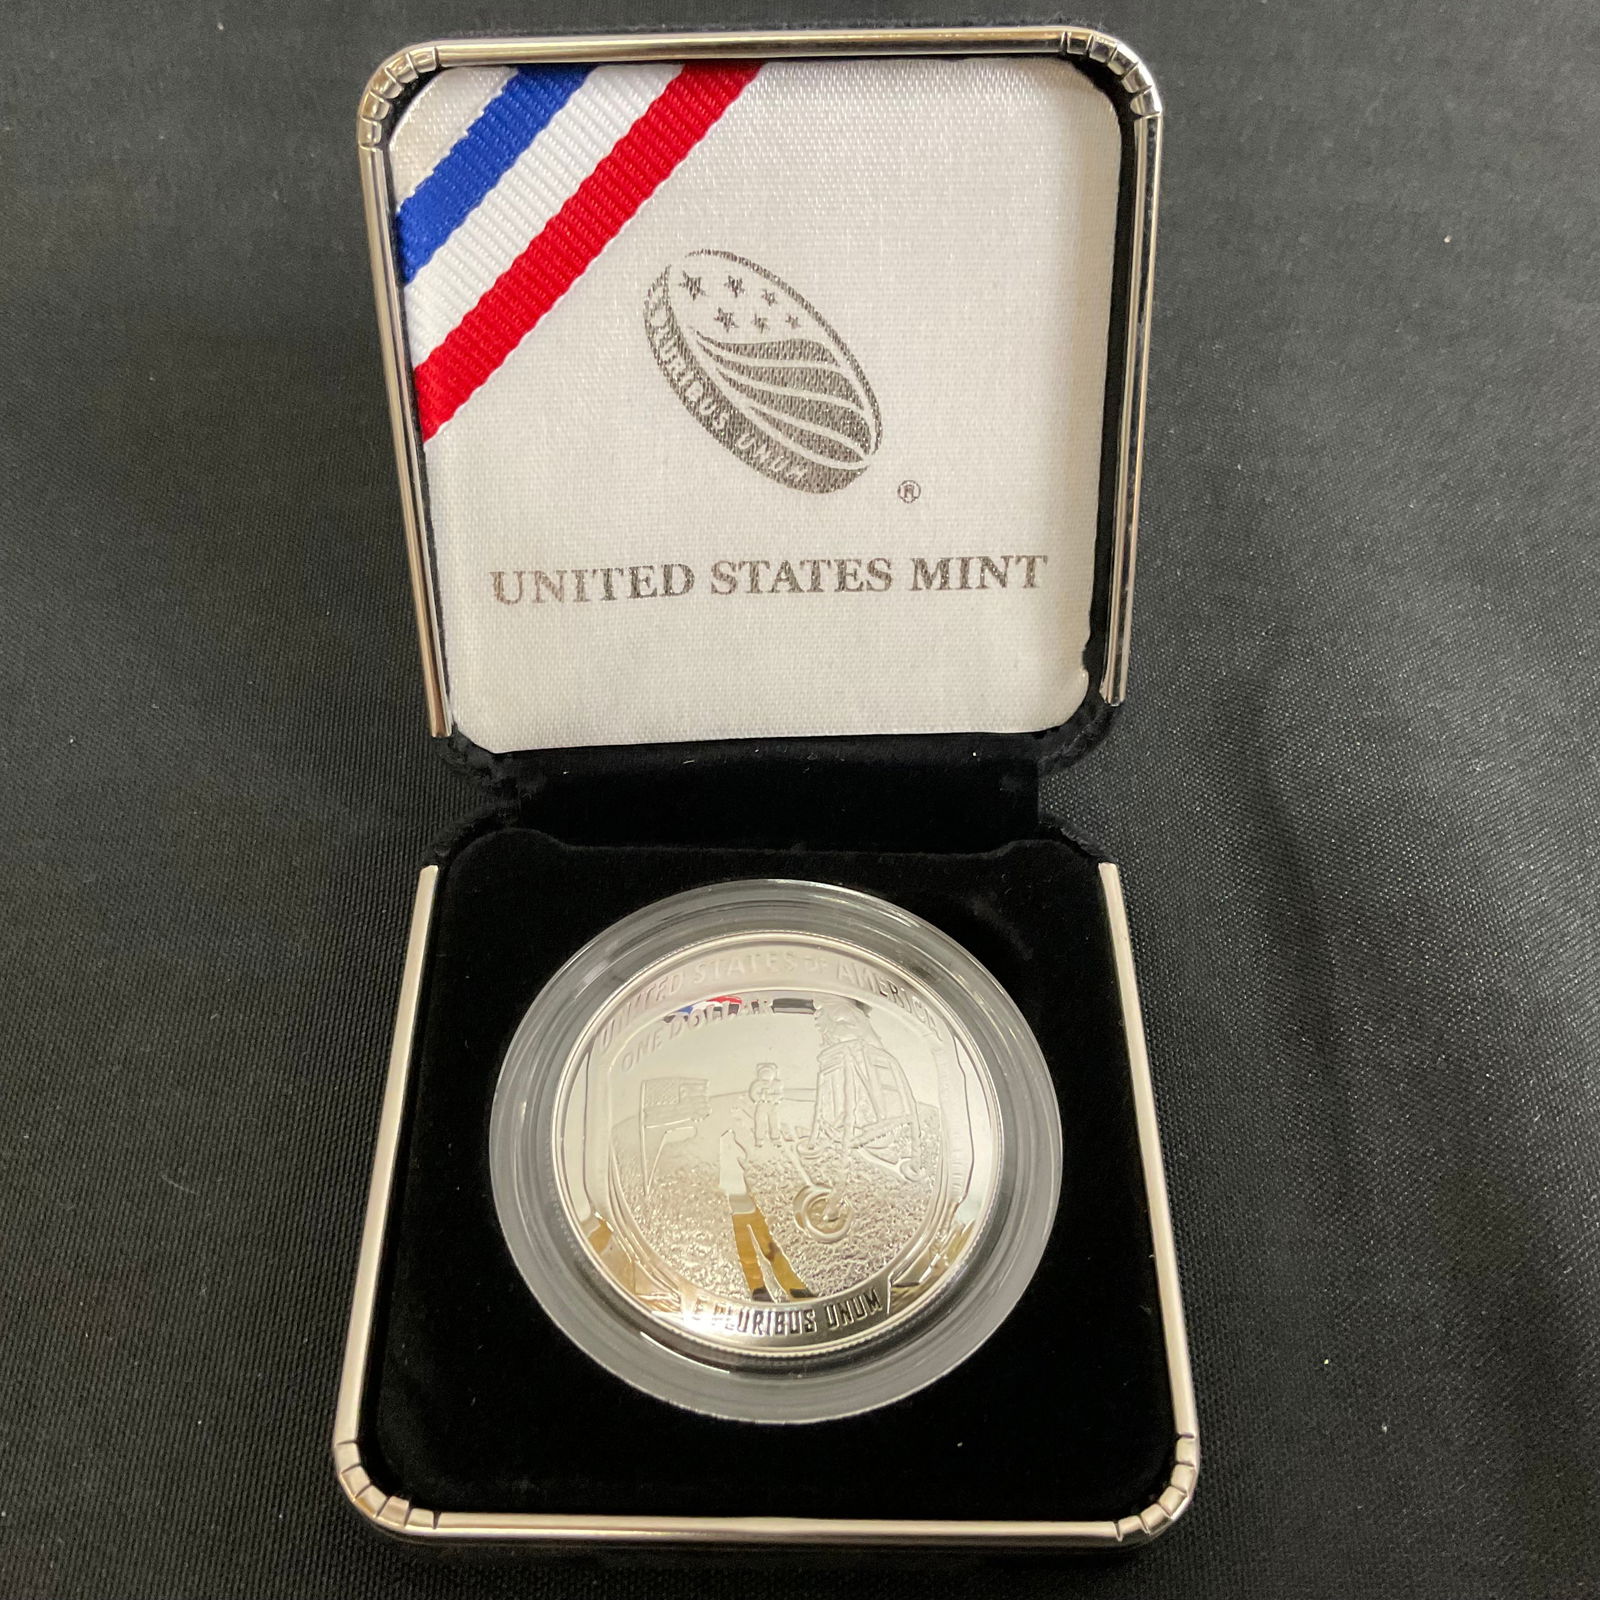 PLURIBUS UNUM
®
UNITED STATES MINT
UNITED STATES OF AMERICA
ONE DOLLAR
E PLURIBUS UNUM